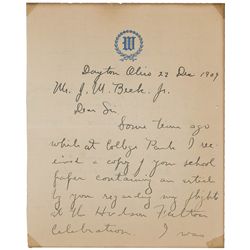 W
Dayton Ohio 22 Dec 1909
Mr. J. M. Beck. Jr.
Dear Sir
Some time ago
while at College Park I re-
ceived a copy of your school
paper containing an article
by you regarding my flights
at the Hudson Fulton
Celebration. I was